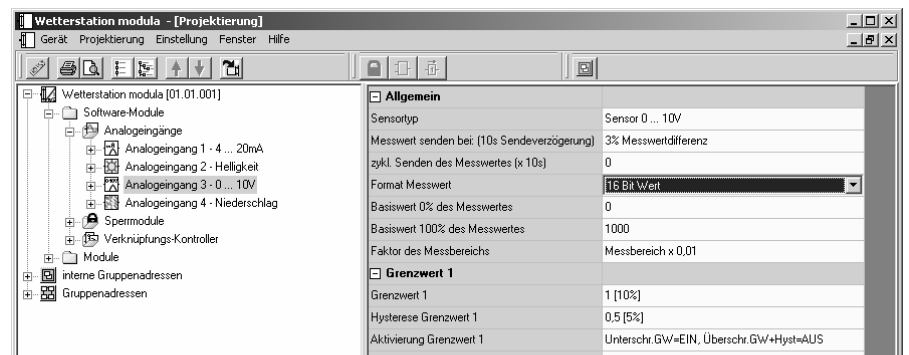 Wetterstation modula - [Projektierung]
Gerät Projektierung Einstellung Fenster Hilfe
Wetterstation modula [01.01.001]
Software-Module
Analogeingänge
Analogeingang 1 - 4 ... 20mA
Analogeingang 2 - Helligkeit
Analogeingang 3 - 0 ... 10V
Analogeingang 4 - Niederschlag
Sperrmodule
Verknüpfungs-Kontroller
Module
interne Gruppenadressen
Gruppenadressen
Allgemein
Sensortyp Sensor 0 ... 10V
Messwert senden bei: (10s Sendeverzögerung) 3% Messwertdifferenz
zykl. Senden des Messwertes (x 10s) 0
Format Messwert 16 Bit Wert
Basiswert 0% des Messwertes 0
Basiswert 100% des Messwertes 1000
Faktor des Messbereichs Messbereich x 0,01
Grenzwert 1
Grenzwert 1 1 [10%]
Hysterese Grenzwert 1 0,5 [5%]
Aktivierung Grenzwert 1 Unterschr.GW=EIN, Überschr.GW+Hyst=AUS